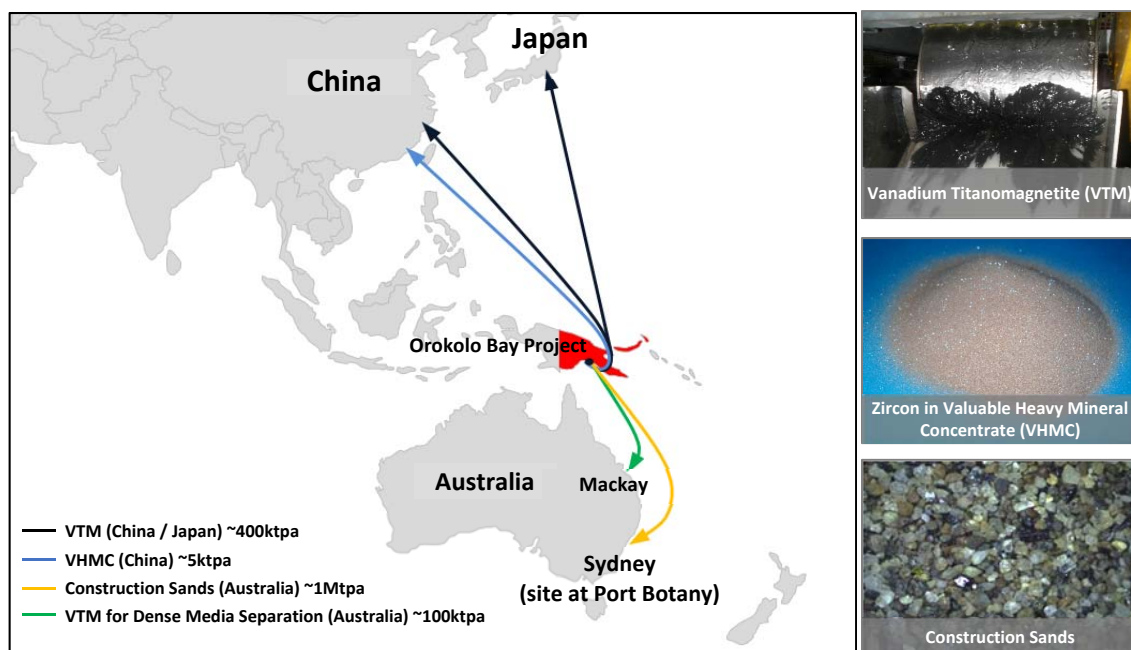 Japan
China
Orokolo Bay Project
Australia
Mackay
Sydney
(site at Port Botany)
VTM (China / Japan) ~400ktpa
VHMC (China) ~5ktpa
Construction Sands (Australia) ~1Mtpa
VTM for Dense Media Separation (Australia) ~100ktpa
Vanadium Titanomagnetite (VTM)
Zircon in Valuable Heavy Mineral
Concentrate (VHMC)
Construction Sands